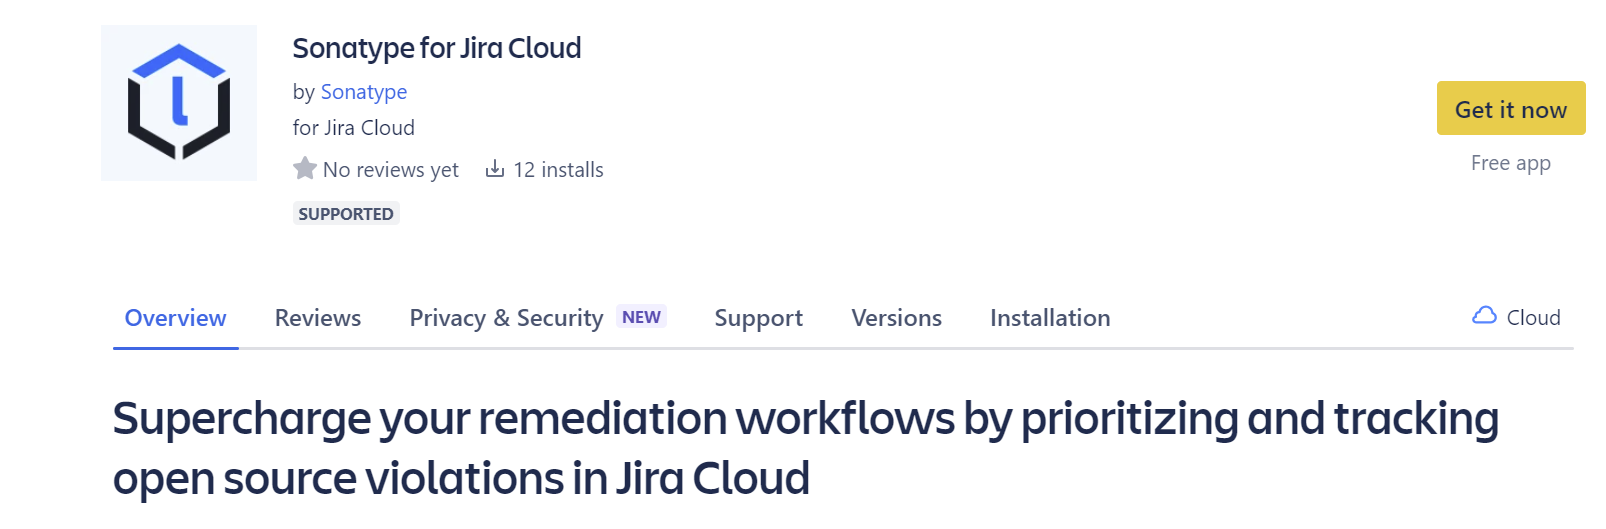 Sonatype for Jira Cloud
by Sonatype
for Jira Cloud
No reviews yet 12 installs
SUPPORTED
Get it now
Free app
Overview Reviews Privacy & Security NEW Support Versions Installation Cloud
Supercharge your remediation workflows by prioritizing and tracking
open source violations in Jira Cloud